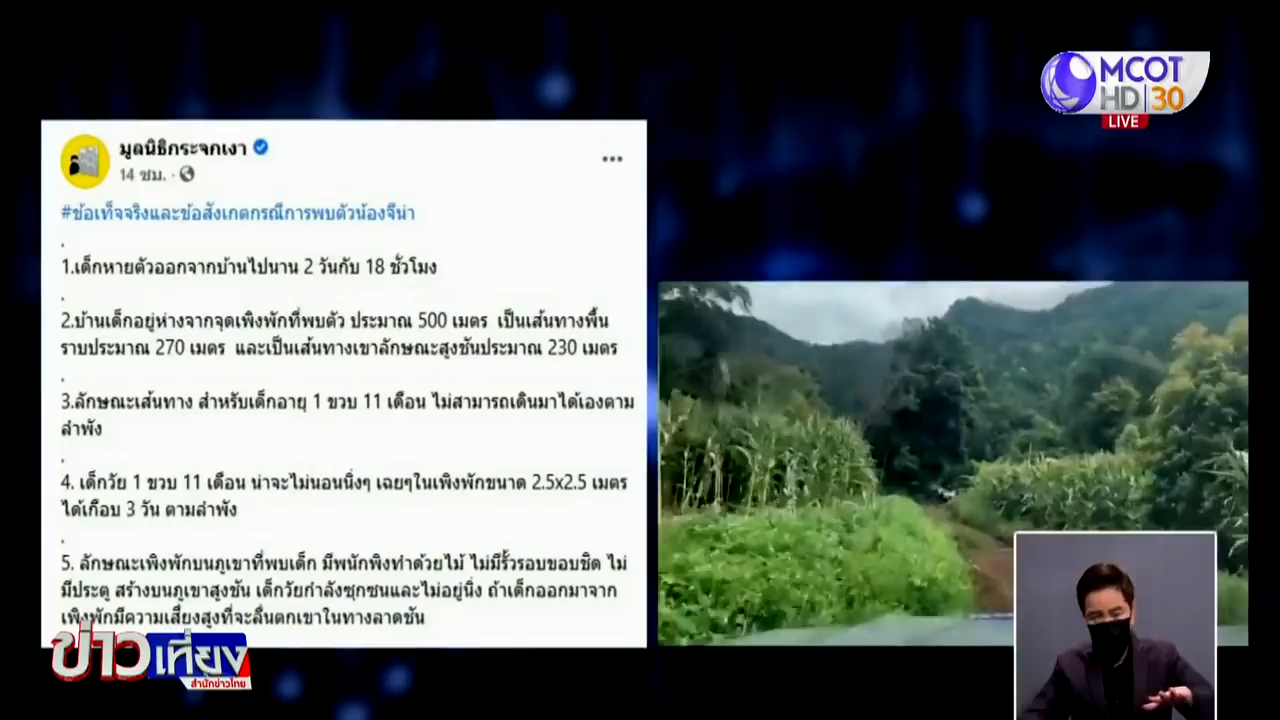 MCOT
HD 30
LIVE
มูลนิธิกระจกเงา
14 ชม. ·
#ข้อเท็จจริงและข้อสังเกตกรณีการพบตัวน้องจีน่า
.
1.เด็กหายตัวออกจากบ้านไปนาน 2 วันกับ 18 ชั่วโมง
.
2.บ้านเด็กอยู่ห่างจากจุดเพิงพักที่พบตัว ประมาณ 500 เมตร เป็นเส้นทางพื้น
ราบประมาณ 270 เมตร และเป็นเส้นทางเขาลักษณะสูงชันประมาณ 230 เมตร
.
3.ลักษณะเส้นทาง สำหรับเด็กอายุ 1 ขวบ 11 เดือน ไม่สามารถเดินมาได้เองตาม
ลำพัง
.
4. เด็กวัย 1 ขวบ 11 เดือน น่าจะไม่นอนนิ่งๆ เฉยๆในเพิงพักขนาด 2.5x2.5 เมตร
ได้เกือบ 3 วัน ตามลำพัง
.
5. ลักษณะเพิงพักบนภูเขาที่พบเด็ก มีพนักพิงทำด้วยไม้ ไม่มีรั้วรอบขอบชิด ไม่
มีประตู สร้างบนภูเขาสูงชัน เด็กวัยกำลังซุกซนและไม่อยู่นิ่ง ถ้าเด็กออกมาจาก
เพิงพักมีความเสี่ยงสูงที่จะลื่นตกเขาในทางลาดชัน
ข่าวเที่ยง
สำนักข่าวไทย